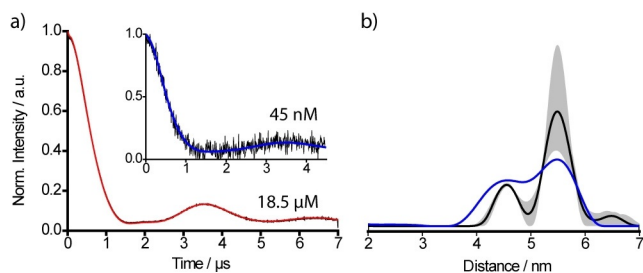 a)
Norm. Intensity / a.u.
1.0
0.8
0.6
0.4
0.2
0.0
0 1 2 3 4 5 6 7
Time / µs
18.5 µM
1.0
0.5
0.0
0 1 2 3 4
45 nM
b)
2 3 4 5 6 7
Distance / nm